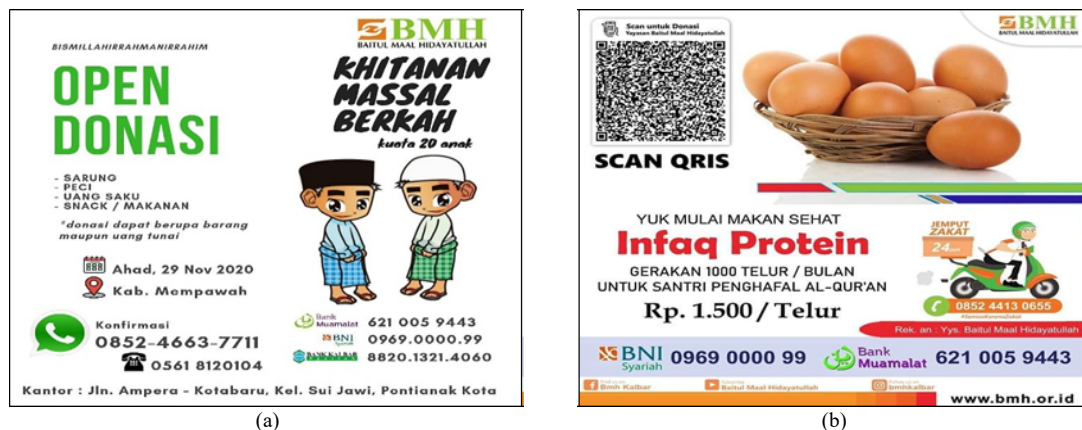 BMH
BAITUL MAAL HIDAYATULLAH
BISMILLAHIRRAHMANIRRAHIM
OPEN
DONASI
KHITANAN
MASSAL
BERKAH
kuota 20 anak
- SARUNG
- PECI
- UANG SAKU
- SNACK / MAKANAN
*donasi dapat berupa barang
maupun uang tunai
Ahad, 29 Nov 2020
Kab. Mempawah
Konfirmasi
0852-4663-7711
0561 8120104
Bank
Muamalat 621 005 9443
BNI 0969.0000.99
BANK KALBAR 8820.1321.4060
Kantor : Jln. Ampera - Kotabaru, Kel. Sui Jawi, Pontianak Kota
(a)
Scan untuk Donasi
Yayasan Baitul Maal Hidayatullah
BMH
BAITUL MAAL HIDAYATULLAH
SCAN QRIS
YUK MULAI MAKAN SEHAT
Infaq Protein
GERAKAN 1000 TELUR / BULAN
UNTUK SANTRI PENGHAFAL AL-QUR'AN
Rp. 1.500 / Telur
JEMPUT
ZAKAT
24
0852 4413 0655
Rek. an : Yys. Baitul Maal Hidayatullah
BNI
Syariah
0969 0000 99
Bank
Muamalat
621 005 9443
Bmh Kalbar
Baitul Maal Hidayatullah
bmhkalbar
www.bmh.or.id
(b)